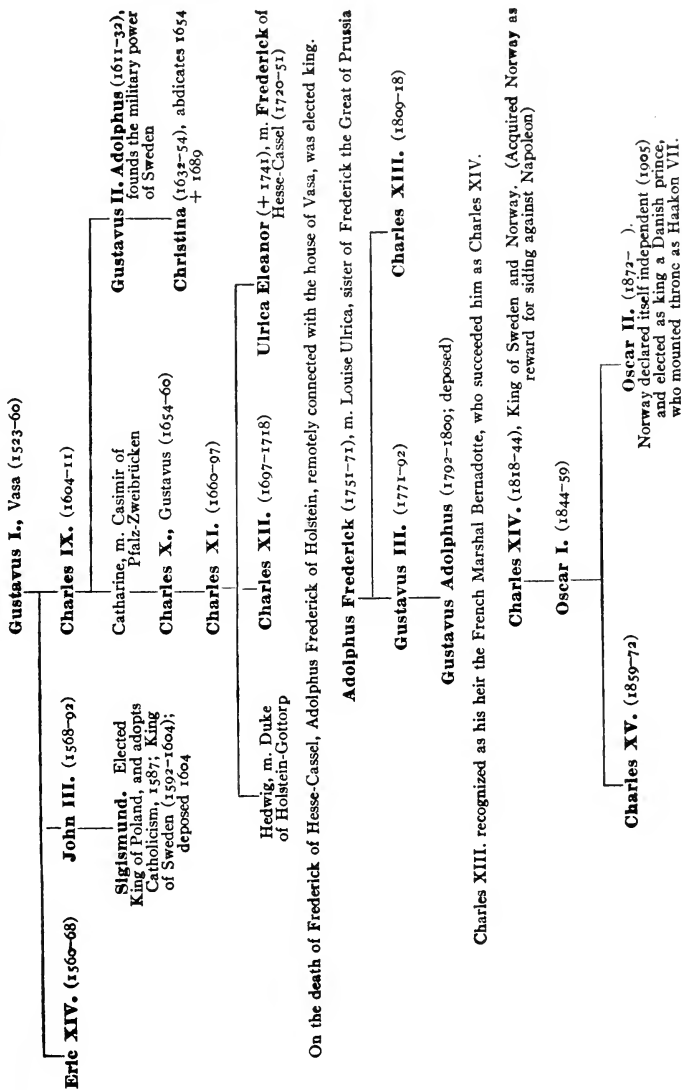 Gustavus I., Vasa (1523-60)
Eric XIV. (1560-68)
John III. (1568-92)
Charles IX. (1604-11)
Sigismund. Elected
King of Poland, and adopts
Catholicism, 1587; King
of Sweden (1592-1604);
deposed 1604
Catharine, m. Casimir of
Pfalz-Zweibrücken
Gustavus II. Adolphus (1611-32),
founds the military power
of Sweden
Charles X., Gustavus (1654-60)
Christina (1632-54), abdicates 1654
+ 1689
Charles XI. (1660-97)
Hedwig, m. Duke
of Holstein-Gottorp
Charles XII. (1697-1718)
Ulrica Eleanor (+ 1741), m. Frederick of
Hesse-Cassel (1720-51)
On the death of Frederick of Hesse-Cassel, Adolphus Frederick of Holstein, remotely connected with the house of Vasa, was elected king.
Adolphus Frederick (1751-71), m. Louise Ulrica, sister of Frederick the Great of Prussia
Gustavus III. (1771-92)
Charles XIII. (1809-18)
Gustavus Adolphus (1792-1809; deposed)
Charles XIII. recognized as his heir the French Marshal Bernadotte, who succeeded him as Charles XIV.
Charles XIV. (1818-44), King of Sweden and Norway. (Acquired Norway as
reward for siding against Napoleon)
Oscar I. (1844-59)
Charles XV. (1859-72)
Oscar II. (1872- ).
Norway declared itself independent (1905)
and elected as king a Danish prince,
who mounted throne as Haakon VII.